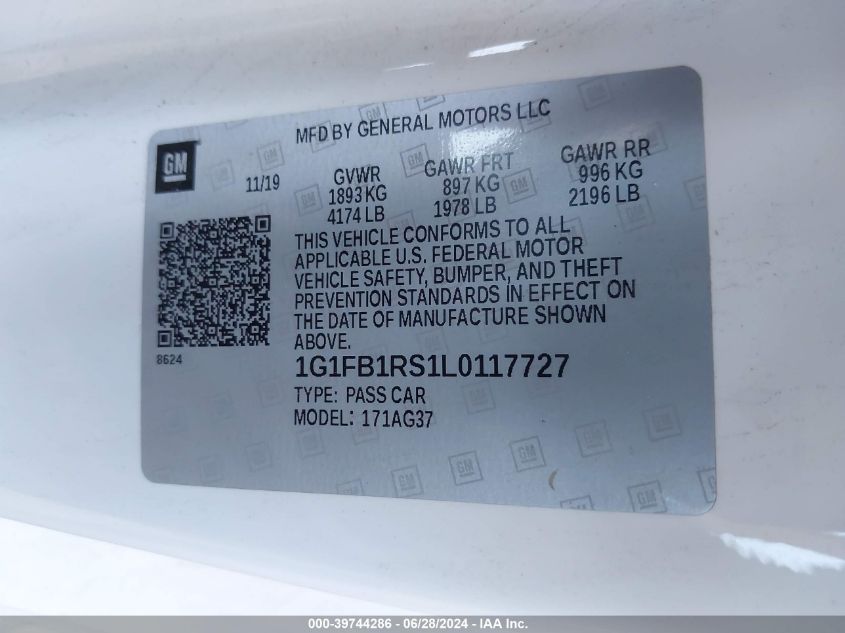 MFD BY GENERAL MOTORS LLC
GM
11/19
GVWR
1893 KG
4174 LB
GAWR FRT
897 KG
1978 LB
GAWR RR
996 KG
2196 LB
THIS VEHICLE CONFORMS TO ALL
APPLICABLE U.S. FEDERAL MOTOR
VEHICLE SAFETY, BUMPER, AND THEFT
PREVENTION STANDARDS IN EFFECT ON
THE DATE OF MANUFACTURE SHOWN
ABOVE.
8624
1G1FB1RS1L0117727
TYPE: PASS CAR
MODEL: 171AG37
000-39744286 - 06/28/2024 - IAA Inc.